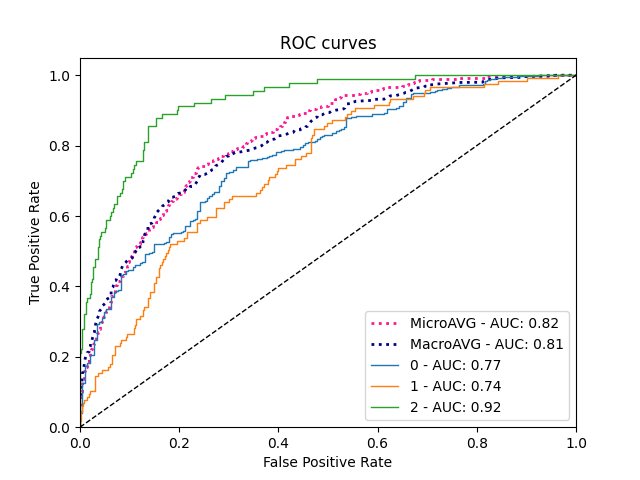 ROC curves
True Positive Rate
1.0
0.8
0.6
0.4
0.2
0.0
MicroAVG - AUC: 0.82
MacroAVG - AUC: 0.81
0 - AUC: 0.77
1 - AUC: 0.74
2 - AUC: 0.92
0.0 0.2 0.4 0.6 0.8 1.0
False Positive Rate